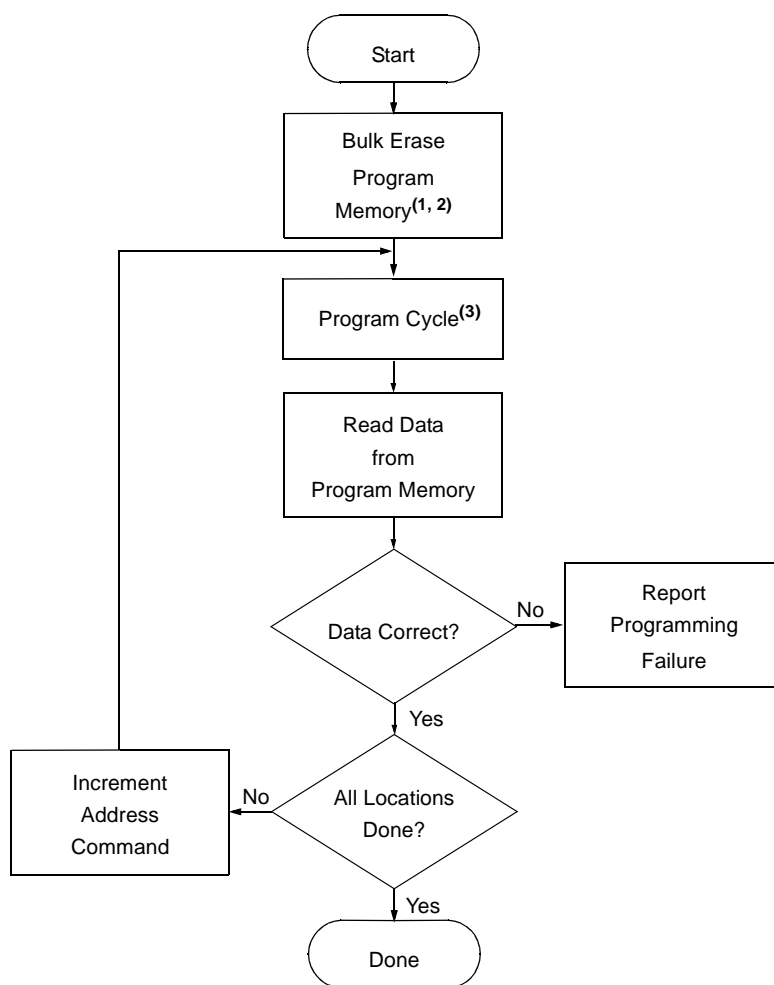 Start
Bulk Erase
Program
Memory(1, 2)
Program Cycle(3)
Read Data
from
Program Memory
Data Correct?
No
Report
Programming
Failure
Yes
All Locations
Done?
No
Increment
Address
Command
Yes
Done